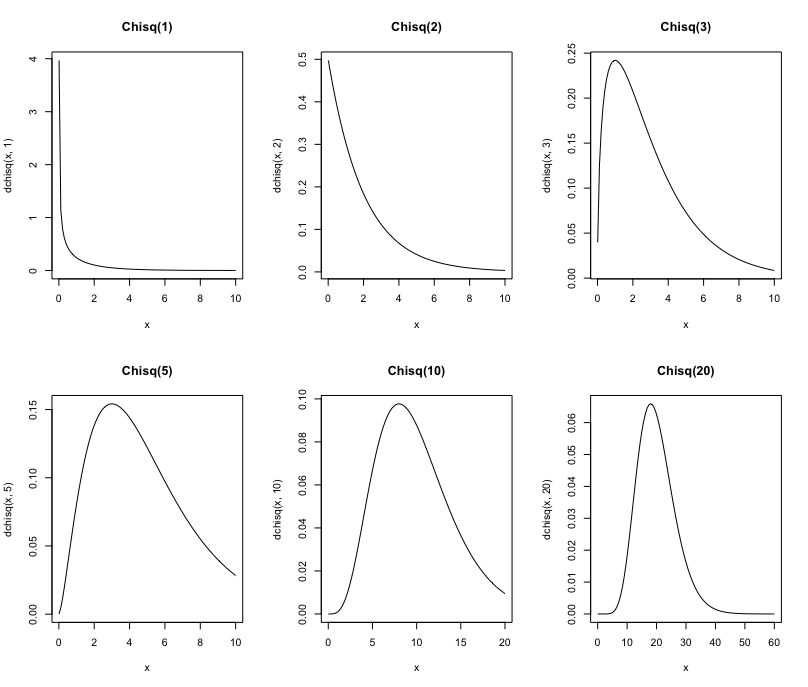 Chisq(1)
dchisq(x, 1)
4
3
2
1
0
0 2 4 6 8 10
x
Chisq(2)
dchisq(x, 2)
0.5
0.4
0.3
0.2
0.1
0.0
0 2 4 6 8 10
x
Chisq(3)
dchisq(x, 3)
0.25
0.20
0.15
0.10
0.05
0.00
0 2 4 6 8 10
x
Chisq(5)
dchisq(x, 5)
0.15
0.10
0.05
0.00
0 2 4 6 8 10
x
Chisq(10)
dchisq(x, 10)
0.10
0.08
0.06
0.04
0.02
0.00
0 5 10 15 20
x
Chisq(20)
dchisq(x, 20)
0.06
0.05
0.04
0.03
0.02
0.01
0.00
0 10 20 30 40 50 60
x